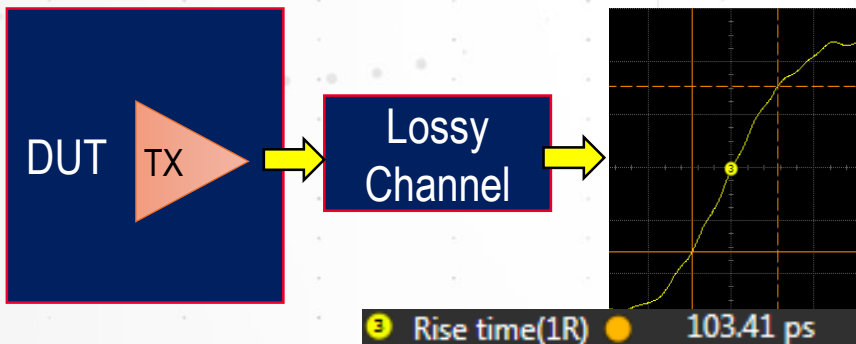 DUT
TX
Lossy
Channel
3
3 Rise time(1R) 103.41 ps